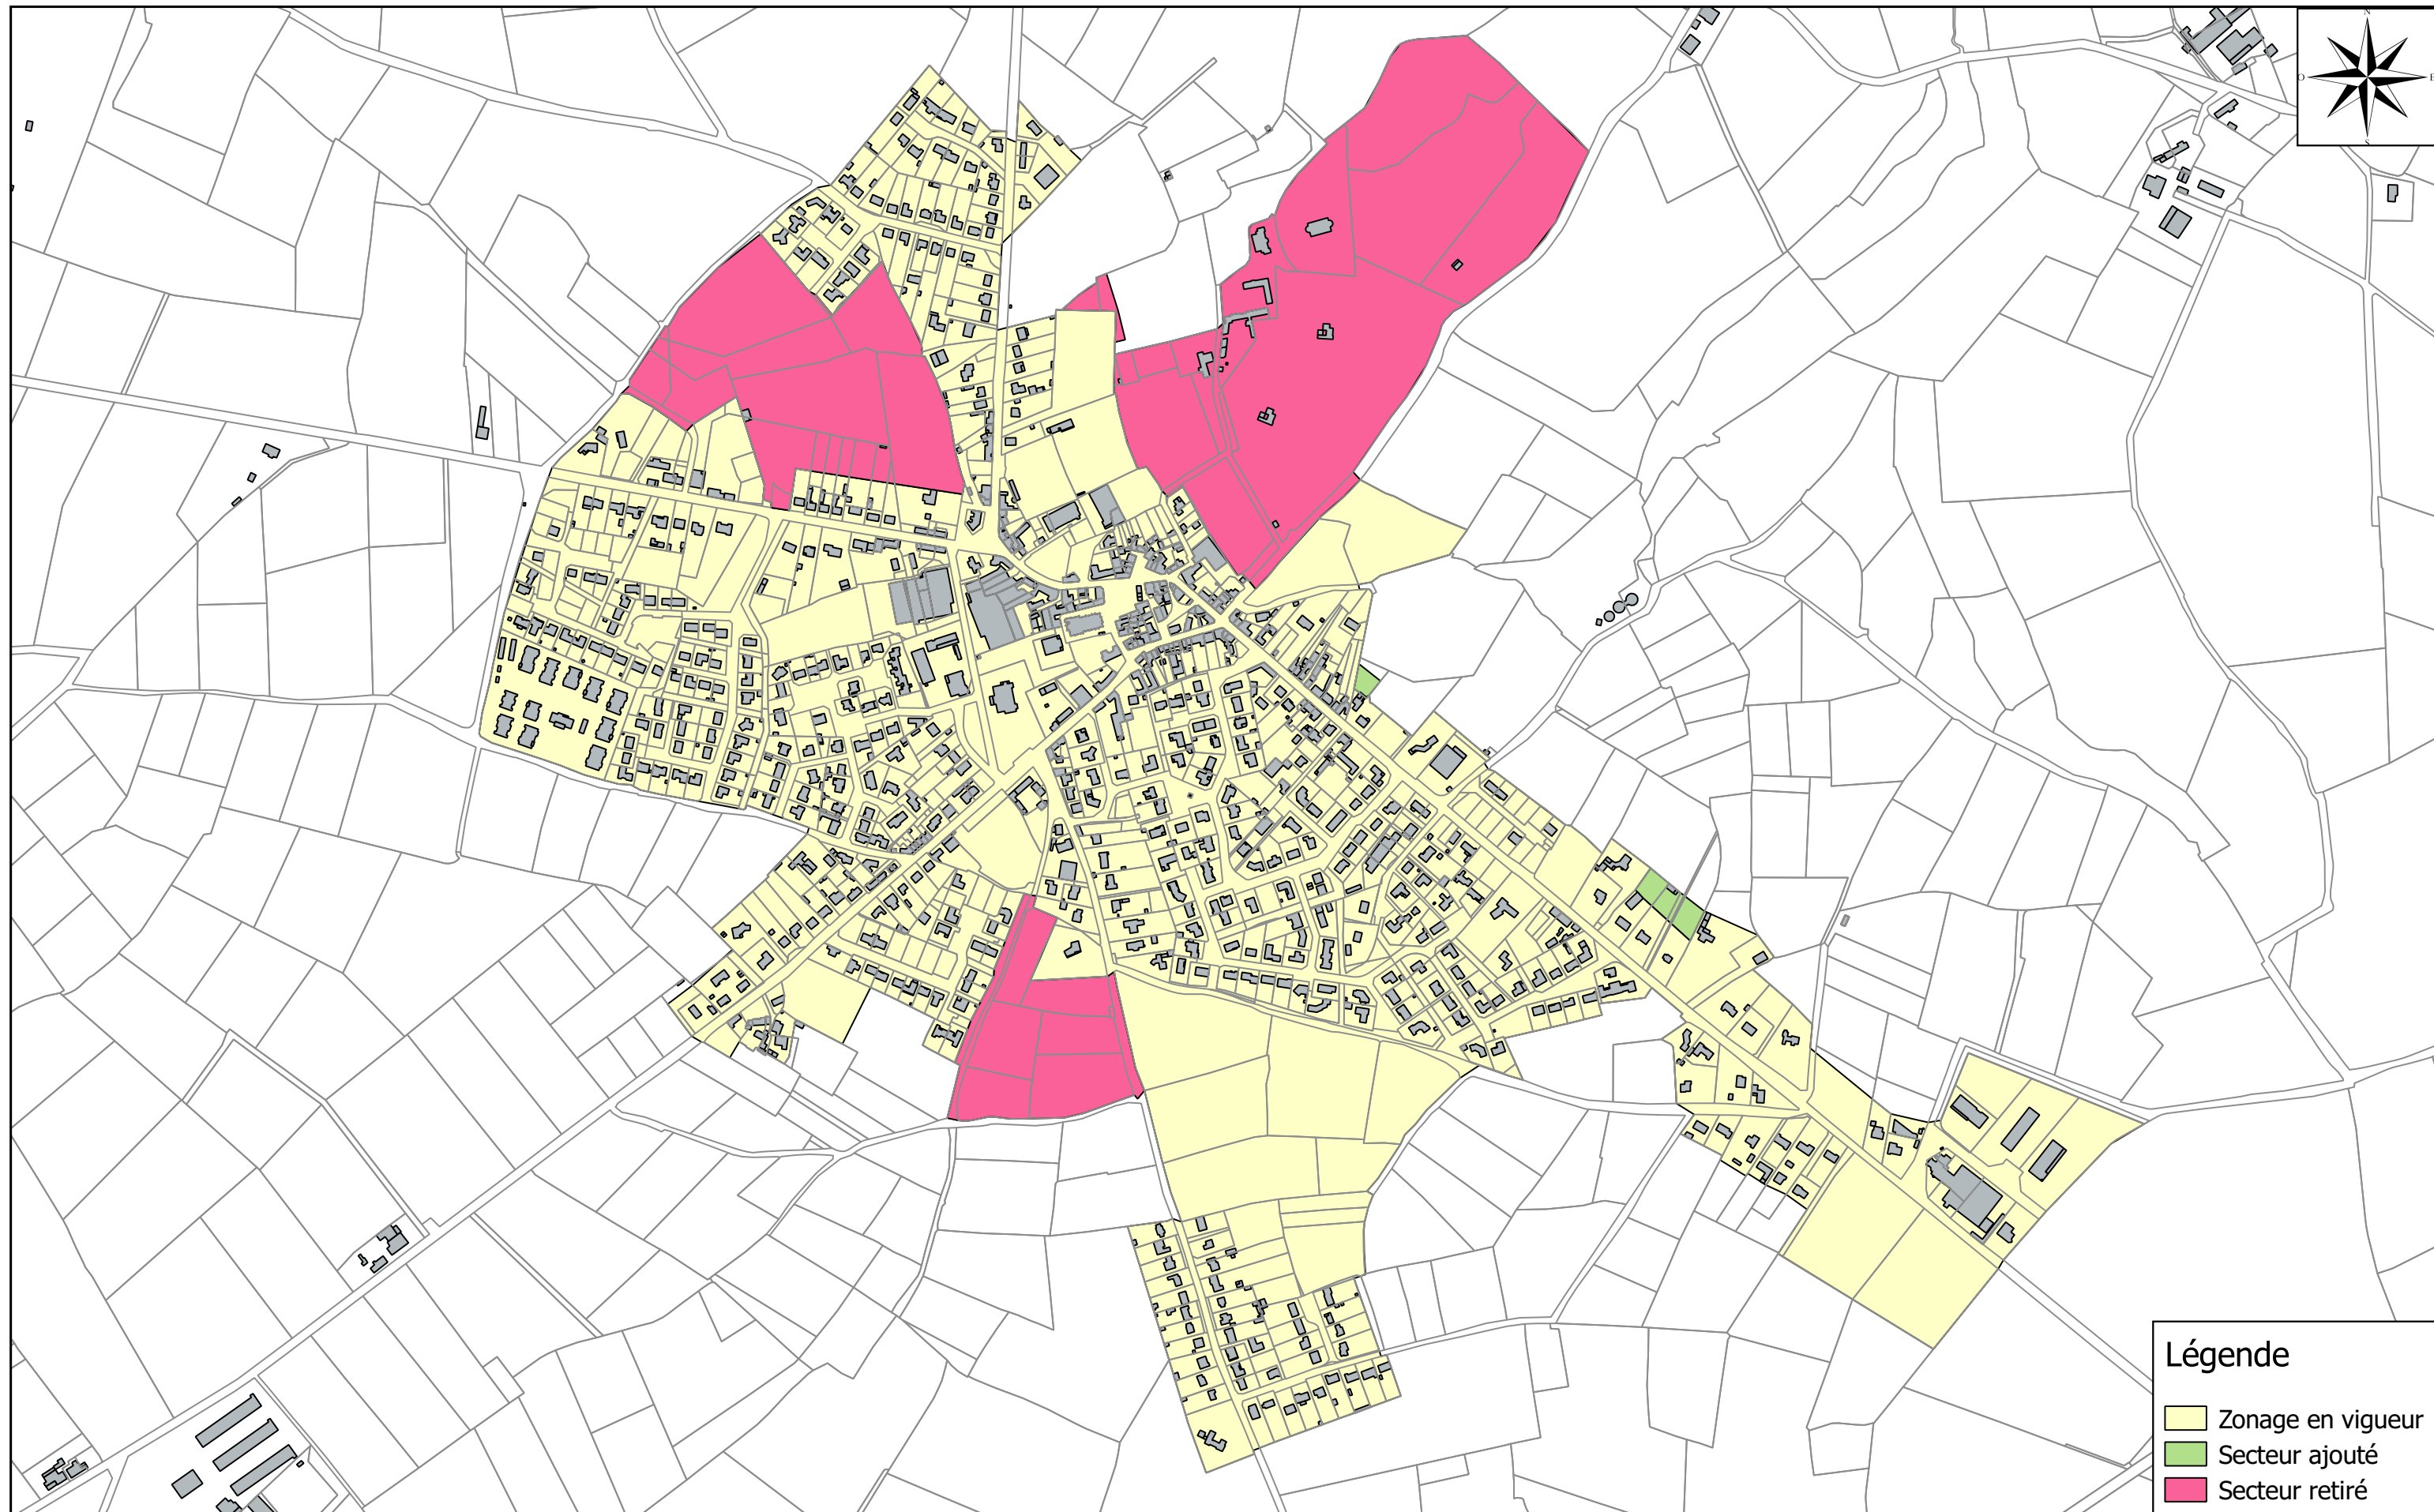 N
O
E
S
Légende
Zonage en vigueur
Secteur ajouté
Secteur retiré